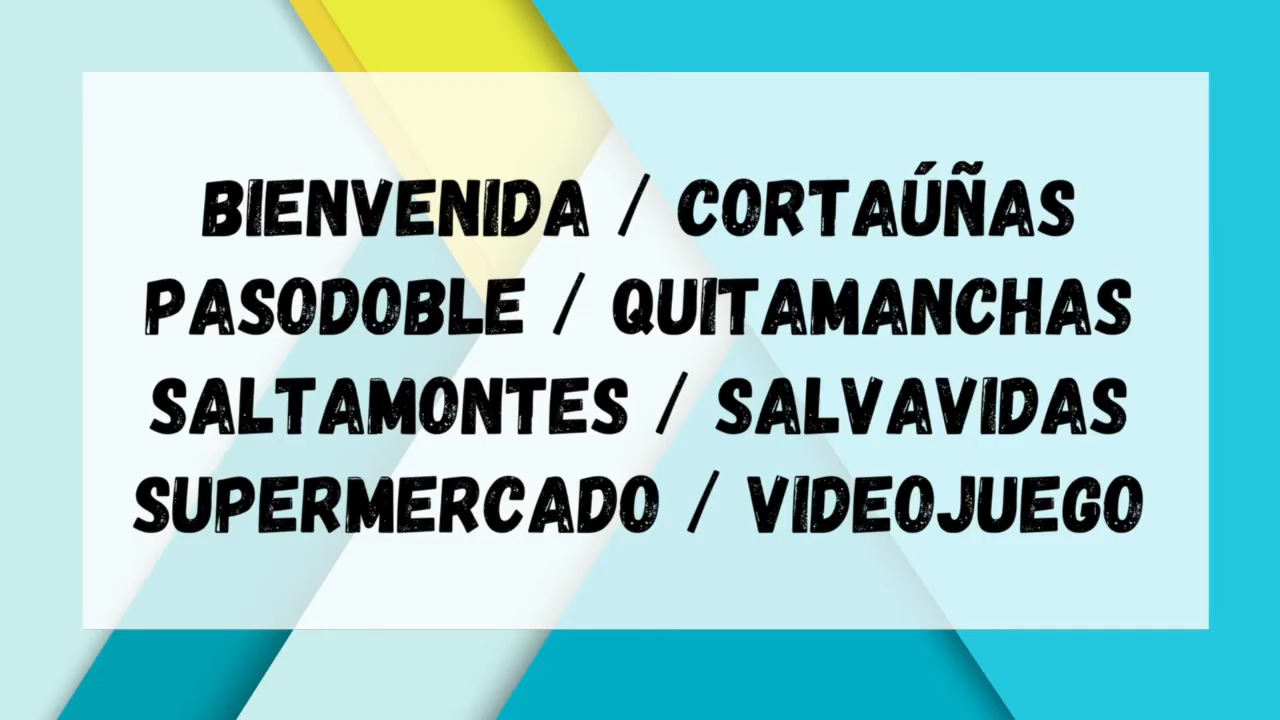 BIENVENIDA / CORTAÚÑAS
PASODOBLE / QUITAMANCHAS
SALTAMONTES / SALVAVIDAS
SUPERMERCADO / VIDEOJUEGO